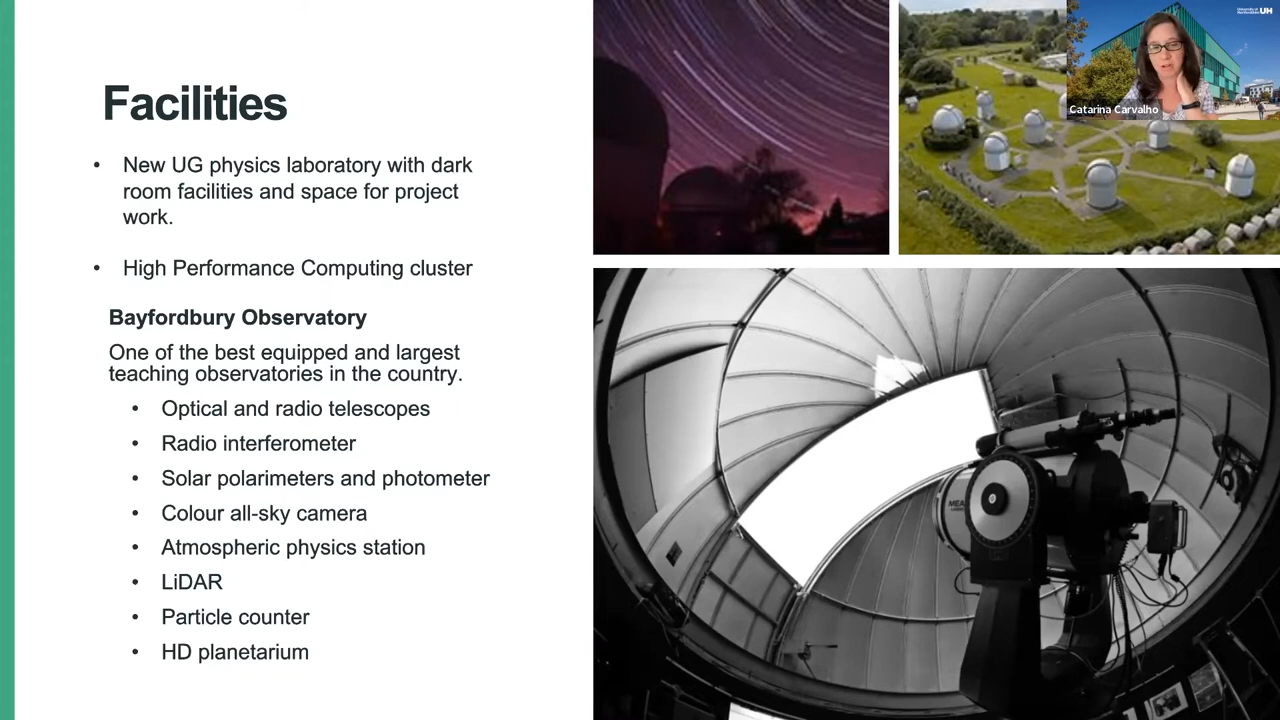 Facilities
• New UG physics laboratory with dark
room facilities and space for project
work.
• High Performance Computing cluster
Bayfordbury Observatory
One of the best equipped and largest
teaching observatories in the country.
• Optical and radio telescopes
• Radio interferometer
• Solar polarimeters and photometer
• Colour all-sky camera
• Atmospheric physics station
• LiDAR
• Particle counter
• HD planetarium
UH
Catarina Carvalho